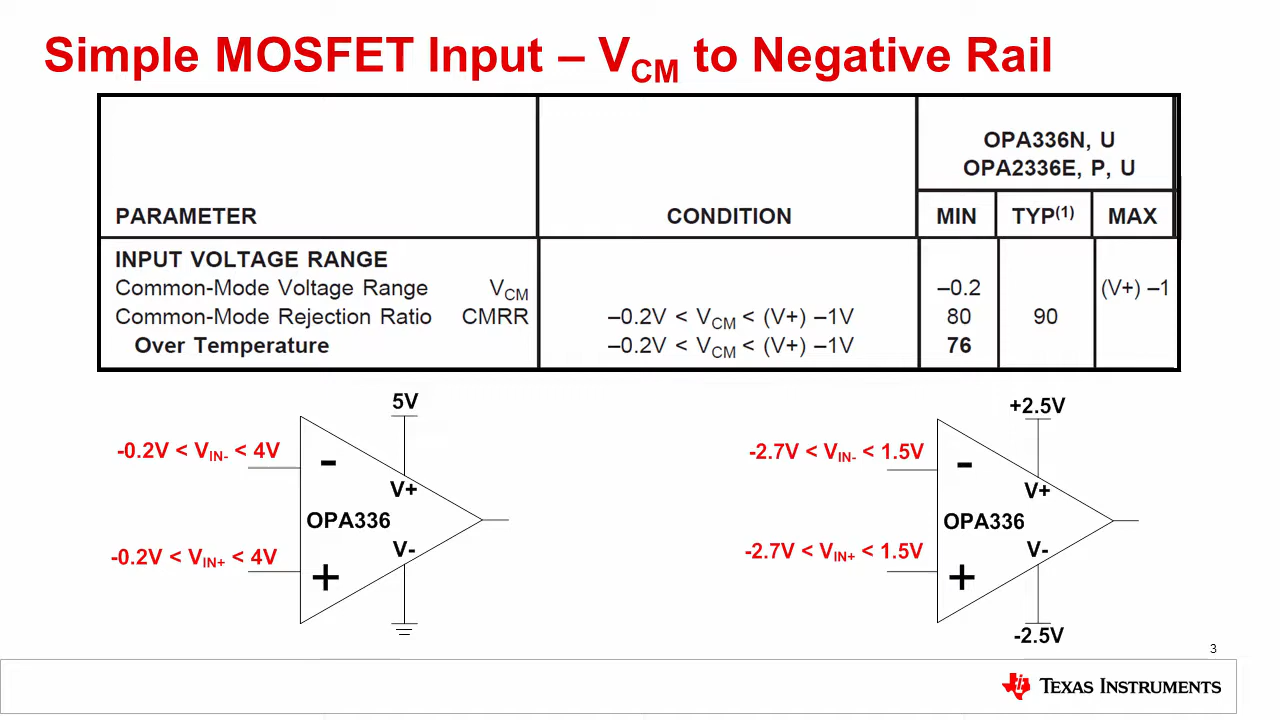 Simple MOSFET Input – VCM to Negative Rail
OPA336N, U
OPA2336E, P, U
PARAMETER CONDITION MIN TYP(1) MAX
INPUT VOLTAGE RANGE
Common-Mode Voltage Range VCM –0.2 (V+) –1
Common-Mode Rejection Ratio CMRR –0.2V < VCM < (V+) –1V 80 90
Over Temperature –0.2V < VCM < (V+) –1V 76
5V
-0.2V < VIN- < 4V
-
V+
OPA336
V-
-0.2V < VIN+ < 4V
+
+2.5V
-2.7V < VIN- < 1.5V
-
V+
OPA336
V-
-2.7V < VIN+ < 1.5V
+
-2.5V
3
TEXAS INSTRUMENTS